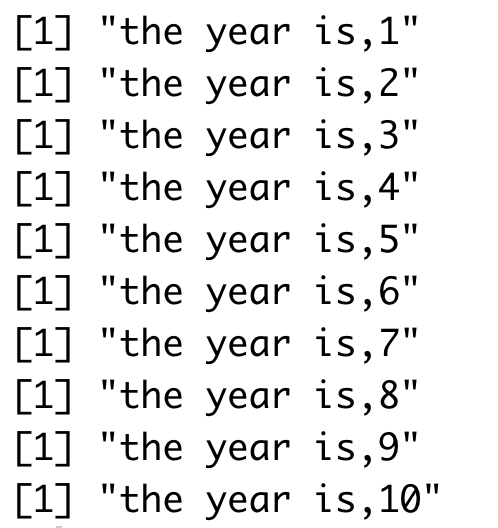 [1] "the year is,1"
[1] "the year is,2"
[1] "the year is,3"
[1] "the year is,4"
[1] "the year is,5"
[1] "the year is,6"
[1] "the year is,7"
[1] "the year is,8"
[1] "the year is,9"
[1] "the year is,10"